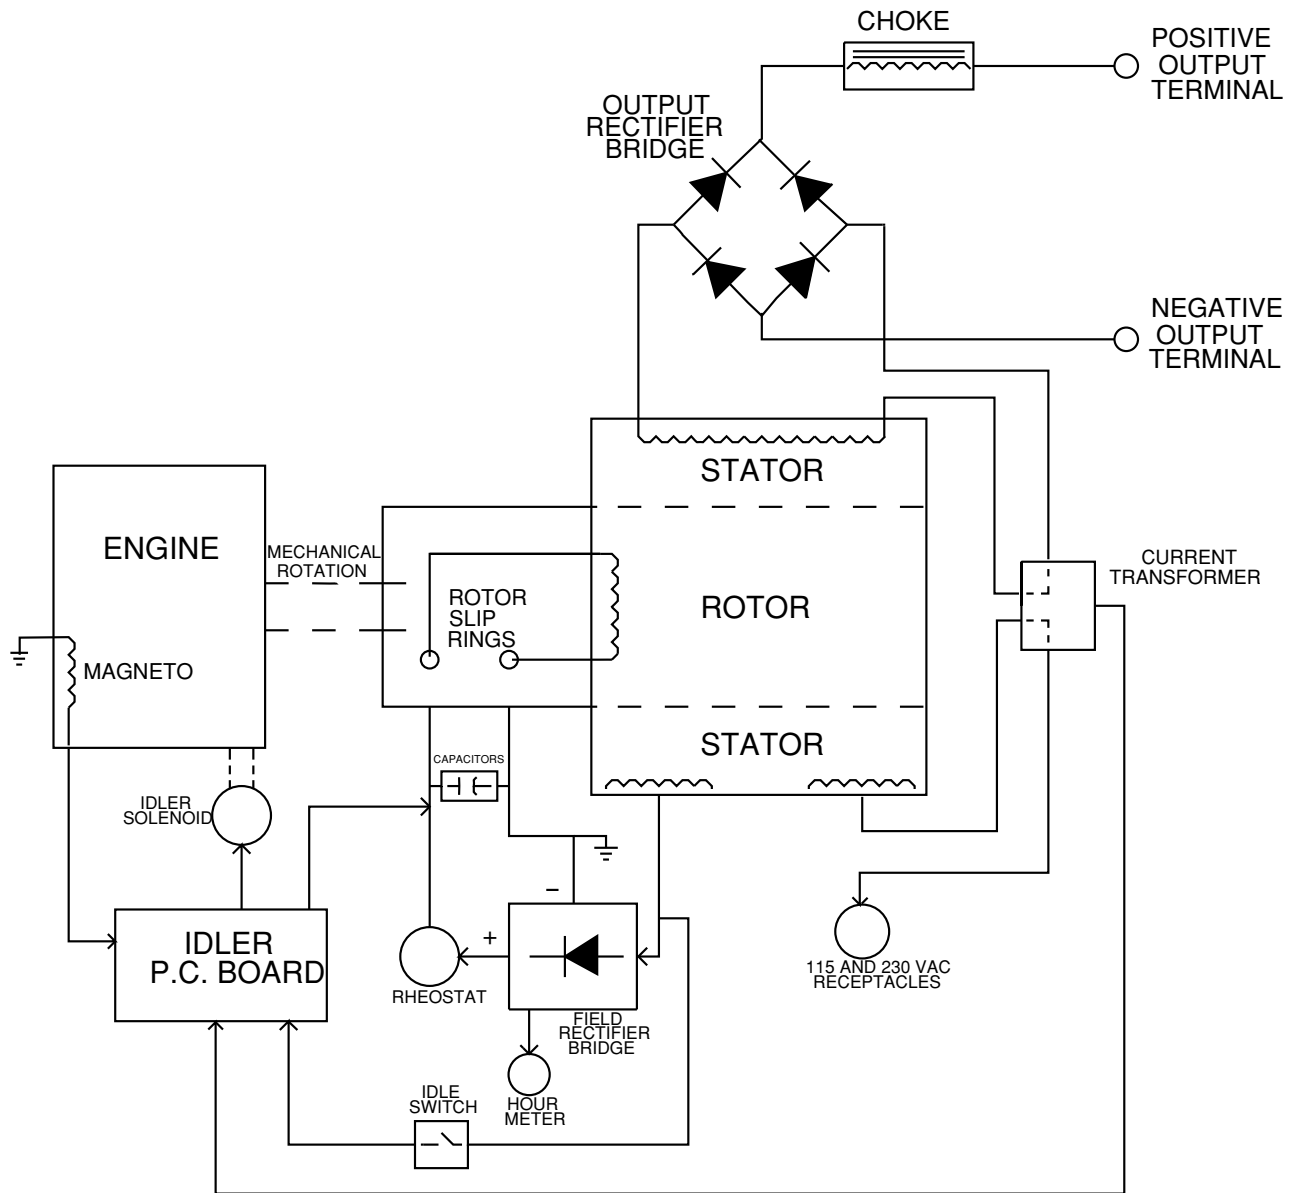 CHOKE
POSITIVE
OUTPUT
TERMINAL
OUTPUT
RECTIFIER
BRIDGE
NEGATIVE
OUTPUT
TERMINAL
STATOR
ENGINE
MECHANICAL
ROTATION
CURRENT
TRANSFORMER
ROTOR
SLIP
RINGS
ROTOR
MAGNETO
STATOR
CAPACITORS
IDLER
SOLENOID
–
+
IDLER
P.C. BOARD
RHEOSTAT
115 AND 230 VAC
RECEPTACLES
FIELD
RECTIFIER
BRIDGE
IDLE
SWITCH
HOUR
METER